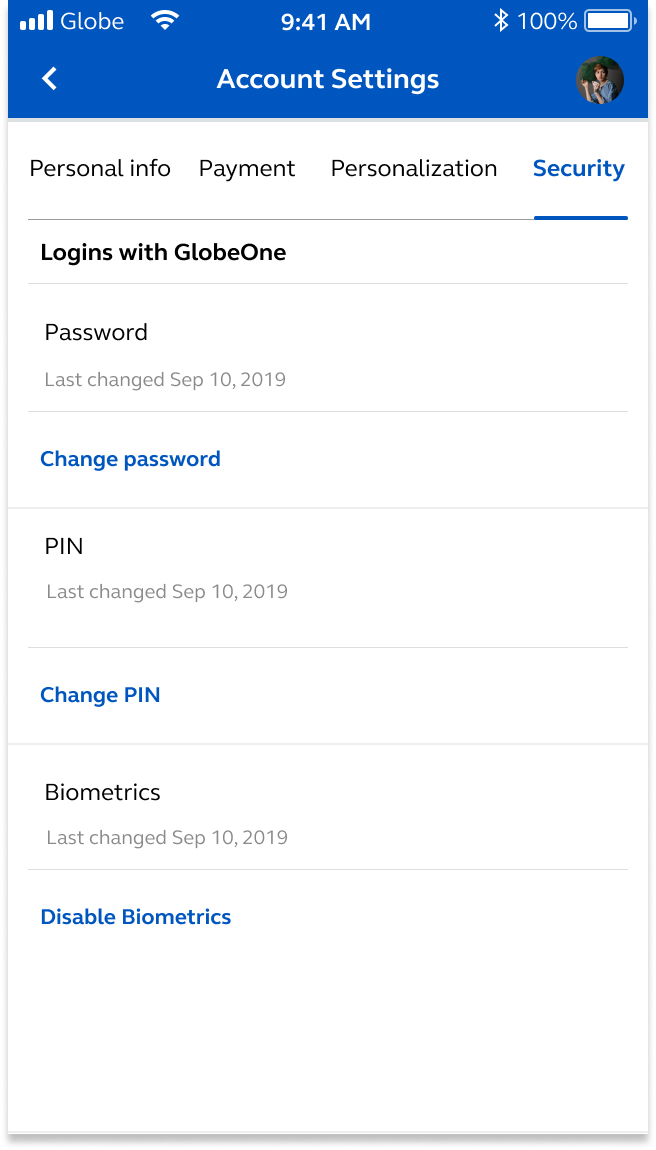 Globe 9:41 AM 100%
Account Settings
Personal info Payment Personalization Security
Logins with GlobeOne
Password
Last changed Sep 10, 2019
Change password
PIN
Last changed Sep 10, 2019
Change PIN
Biometrics
Last changed Sep 10, 2019
Disable Biometrics